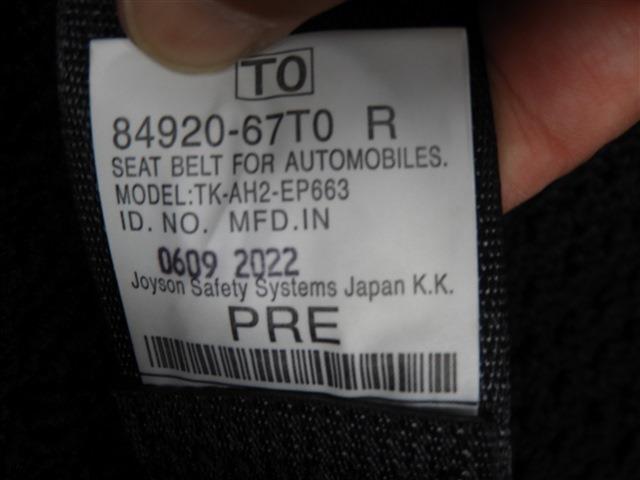 T0
84920-67T0 R
SEAT BELT FOR AUTOMOBILES.
MODEL:TK-AH2-EP663
ID. NO. MFD.IN
0609 2022
Joyson Safety Systems Japan K.K.
PRE